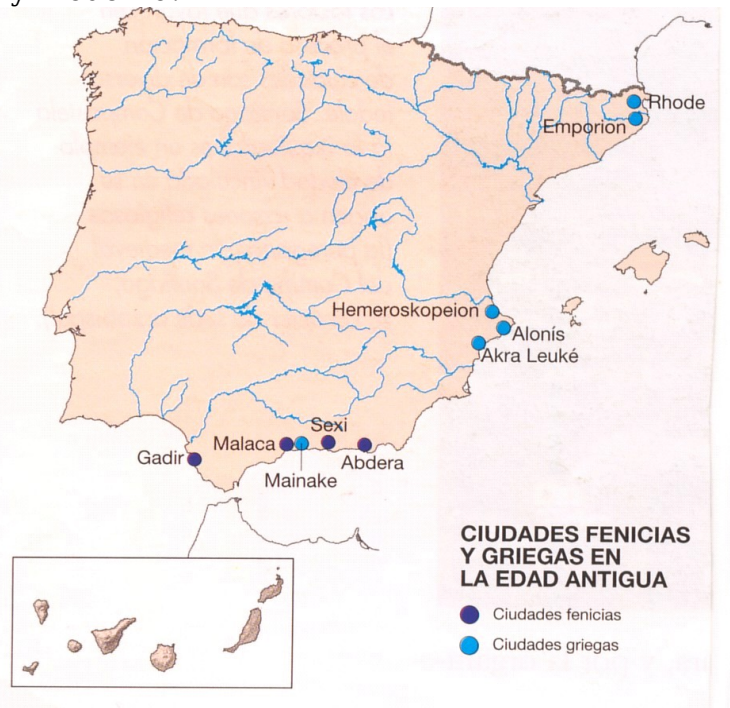 Rhode
Emporion
Hemeroskopeion
Alonís
Akra Leuké
Sexi
Malaca
Gadir
Abdera
Mainake
CIUDADES FENICIAS
Y GRIEGAS EN
LA EDAD ANTIGUA
Ciudades fenicias
Ciudades griegas